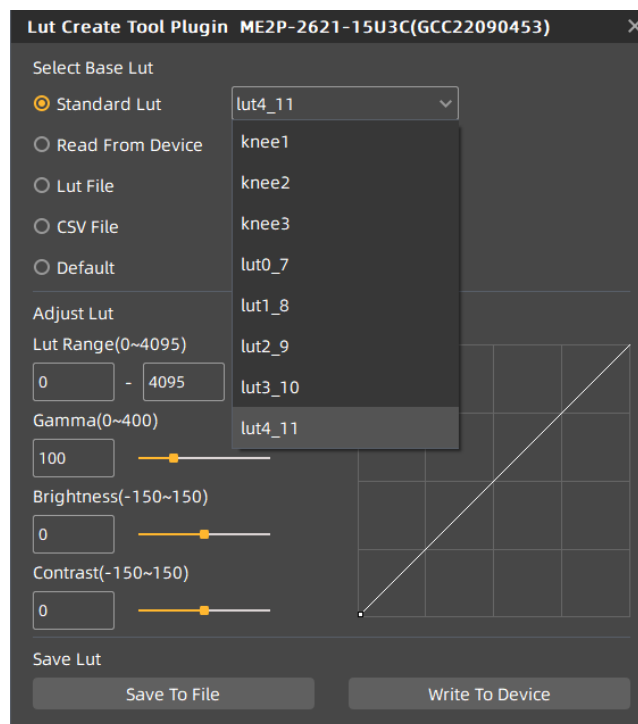 Lut Create Tool Plugin ME2P-2621-15U3C(GCC22090453)
Select Base Lut
Standard Lut
lut4_11
Read From Device
Lut File
CSV File
Default
knee1
knee2
knee3
lut0_7
lut1_8
lut2_9
lut3_10
lut4_11
Adjust Lut
Lut Range(0~4095)
0 - 4095
Gamma(0~400)
100
Brightness(-150~150)
0
Contrast(-150~150)
0
Save Lut
Save To File
Write To Device